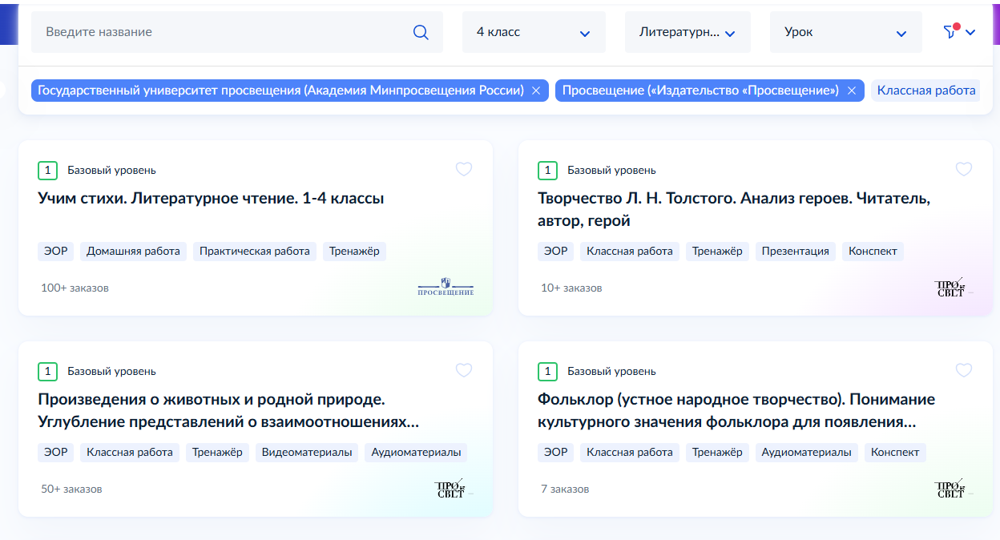 Введите название
4 класс
Литературн...
Урок
Государственный университет просвещения (Академия Минпросвещения России)
Просвещение («Издательство «Просвещение»)
Классная работа
1 Базовый уровень
Учим стихи. Литературное чтение. 1-4 классы
ЭОР Домашняя работа Практическая работа Тренажёр
100+ заказов
ПРОСВЕЩЕНИЕ
1 Базовый уровень
Творчество Л. Н. Толстого. Анализ героев. Читатель,
автор, герой
ЭОР Классная работа Тренажёр Презентация Конспект
10+ заказов
ПРО
СВЕТ
1 Базовый уровень
Произведения о животных и родной природе.
Углубление представлений о взаимоотношениях...
ЭОР Классная работа Тренажёр Видеоматериалы Аудиоматериалы
50+ заказов
ПРО
СВЕТ
1 Базовый уровень
Фольклор (устное народное творчество). Понимание
культурного значения фольклора для появления...
ЭОР Классная работа Тренажёр Аудиоматериалы Конспект
7 заказов
ПРО
СВЕТ